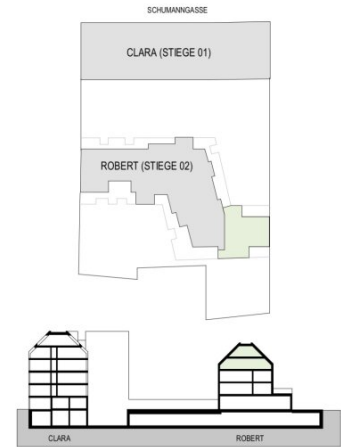 SCHUMANNGASSE
CLARA (STIEGE 01)
ROBERT (STIEGE 02)
CLARA
ROBERT